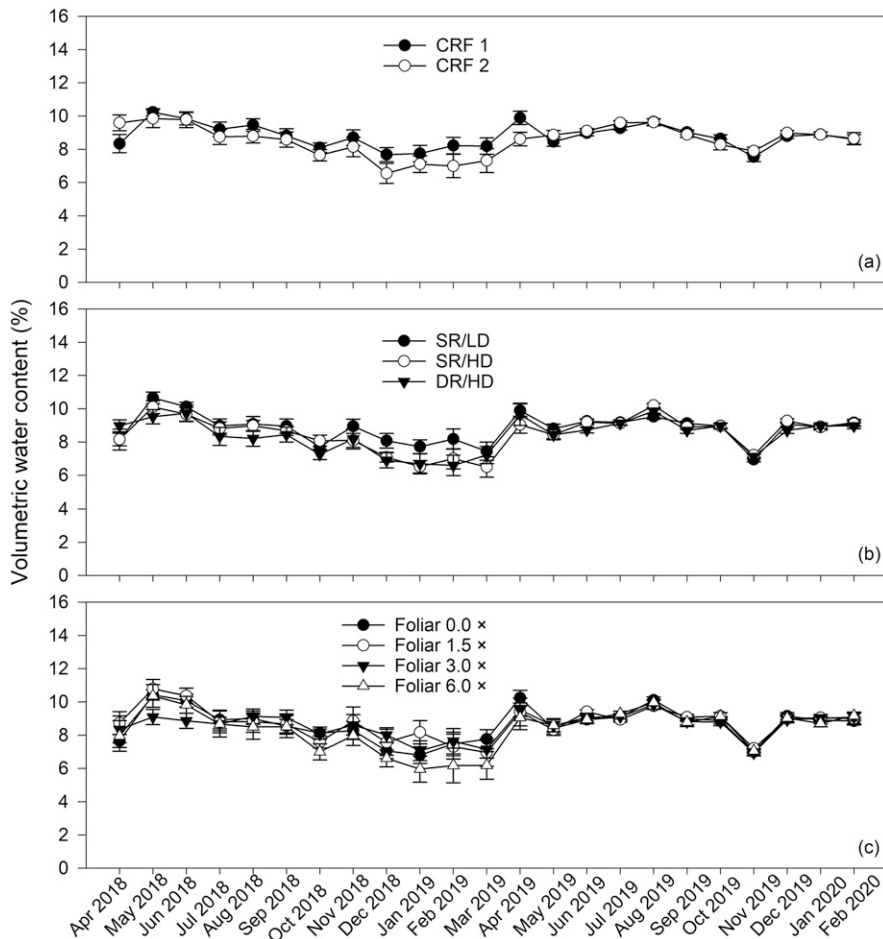 16
14
12
10
8
6
4
2
0
CRF 1
CRF 2
(a)
16
14
12
10
8
6
4
2
0
SR/LD
SR/HD
DR/HD
(b)
Volumetric water content (%)
16
14
12
10
8
6
4
2
0
Foliar 0.0 ×
Foliar 1.5 ×
Foliar 3.0 ×
Foliar 6.0 ×
(c)
Apr 2018
May 2018
Jun 2018
Jul 2018
Aug 2018
Sep 2018
Oct 2018
Nov 2018
Dec 2018
Jan 2019
Feb 2019
Mar 2019
Apr 2019
May 2019
Jun 2019
Jul 2019
Aug 2019
Sep 2019
Oct 2019
Nov 2019
Dec 2019
Jan 2020
Feb 2020